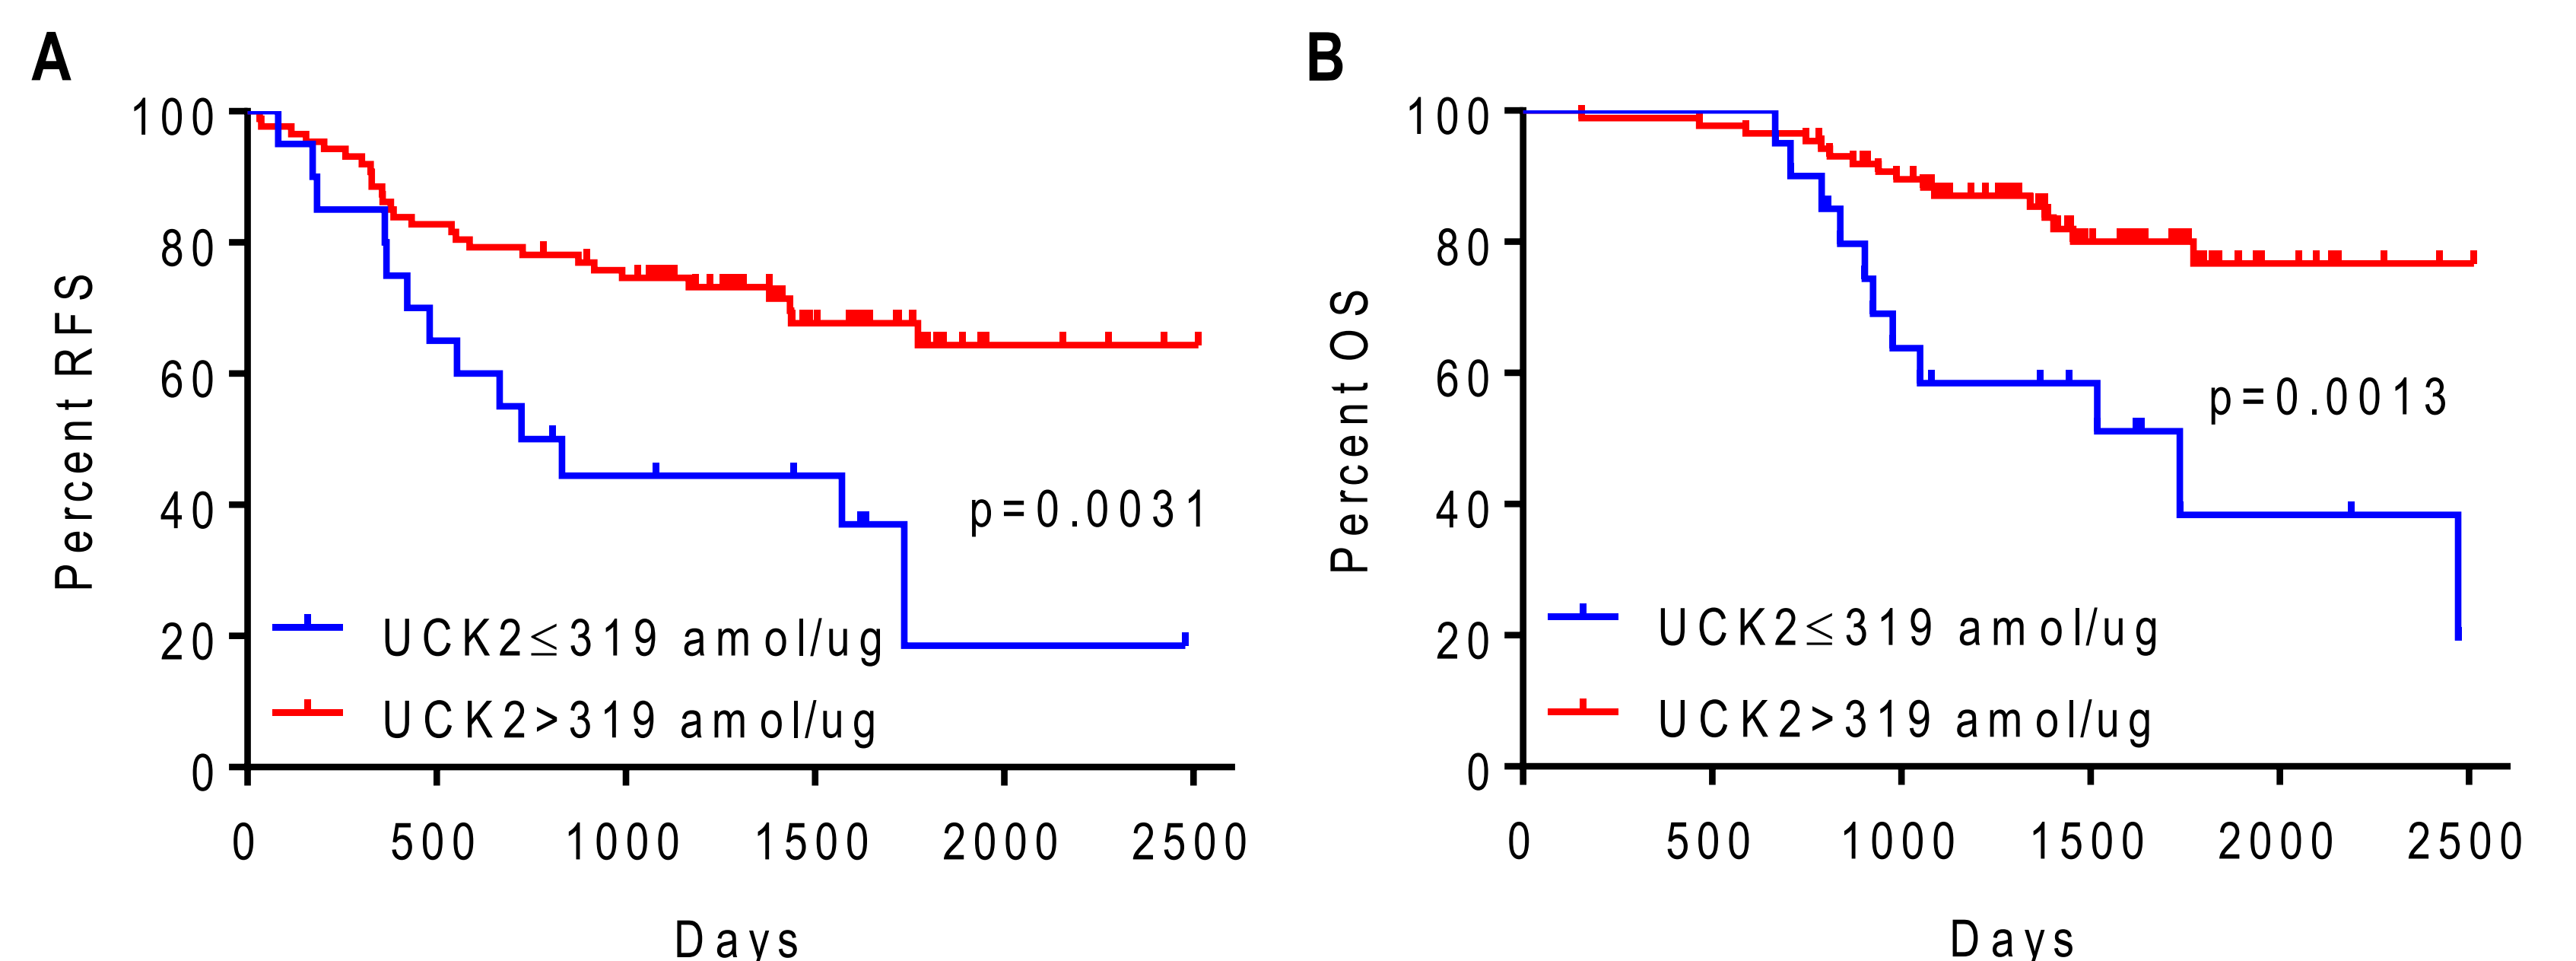 A
Percent RFS
100
80
60
40
20
0
p=0.0031
UCK2≤319 amol/ug
UCK2>319 amol/ug
0 500 1000 1500 2000 2500
Days
B
Percent OS
100
80
60
40
20
0
p=0.0013
UCK2≤319 amol/ug
UCK2>319 amol/ug
0 500 1000 1500 2000 2500
Days